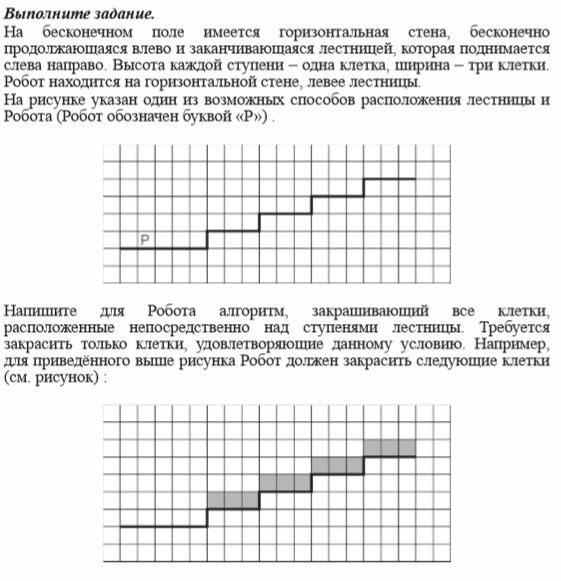 Выполните задание.
На бесконечном поле имеется горизонтальная стена, бесконечно
продолжающаяся влево и заканчивающаяся лестницей, которая поднимается
слева направо. Высота каждой ступени – одна клетка, ширина – три клетки.
Робот находится на горизонтальной стене, левее лестницы.
На рисунке указан один из возможных способов расположения лестницы и
Робота (Робот обозначен буквой «Р») .
Р
Напишите для Робота алгоритм, закрашивающий все клетки,
расположенные непосредственно над ступенями лестницы. Требуется
закрасить только клетки, удовлетворяющие данному условию. Например,
для приведённого выше рисунка Робот должен закрасить следующие клетки
(см. рисунок) :